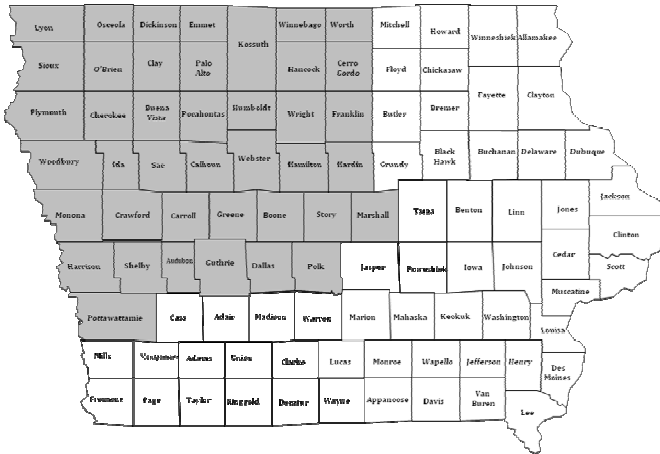 Lyon Osceola Dickinson Emmet Winnebago Worth Mitchell Howard Winneshiek Allamakee
Kossuth
Sioux O'Brien Clay Palo Alto Hancock Cerro Gordo Floyd Chickasaw
Fayette Clayton
Plymouth Cherokee Buena Vista Pocahontas Humboldt Wright Franklin Butler Bremer
Woodbury Ida Sac Calhoun Webster Hamilton Hardin Grundy Black Hawk Buchanan Delaware Dubuque
Jackson
Monona Crawford Carroll Greene Boone Story Marshall Tama Benton Linn Jones
Clinton
Harrison Shelby Audubon Guthrie Dallas Polk Jasper Poweshiek Iowa Johnson Cedar Scott
Muscatine
Pottawattamie Cass Adair Madison Warren Marion Mahaska Keokuk Washington
Louisa
Mills Montgomery Adams Union Clarke Lucas Monroe Wapello Jefferson Henry
Des Moines
Fremont Page Taylor Ringgold Decatur Wayne Appanoose Davis Van Buren
Lee